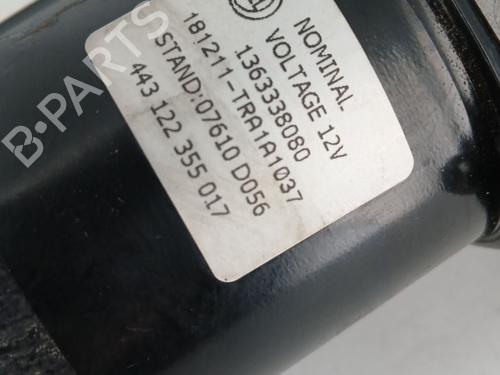 NOMINAL
VOLTAGE 12V
1363338080
181211-TRA1A1037
STAND:07610 D056
443 122 355 017
B-PARTS